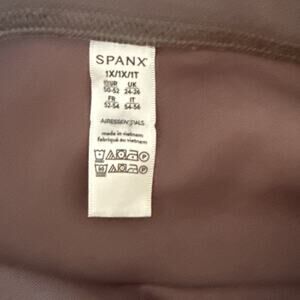 SPANX
1X/1X/1T
EUR UK
50-52 24-26
FR IT
52-54 54-56
AIRESSENTIALS
made in vietnam
fabriqué au vietnam